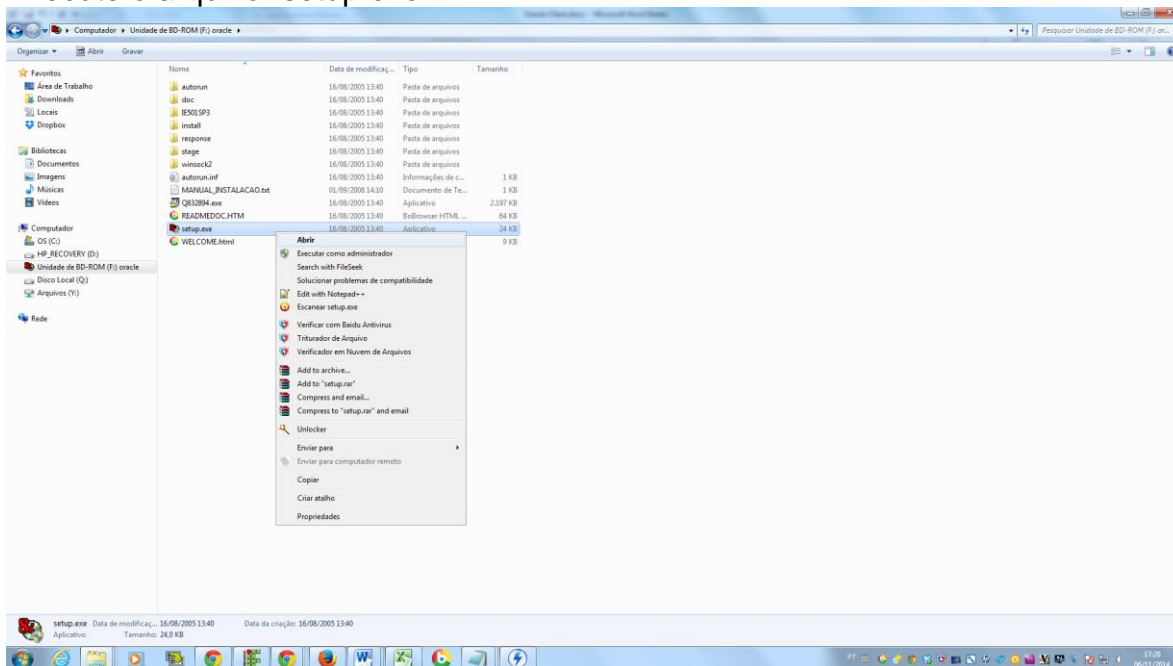 Computador ▸ Unidade de BD-ROM (F:) oracle ▸ Pesquisar Unidade de BD-ROM (F:) or...
Organizar Abrir Gravar
Favoritos
Área de Trabalho
Downloads
Locais
Dropbox
Bibliotecas
Documentos
Imagens
Músicas
Vídeos
Computador
OS (C:)
HP_RECOVERY (D:)
Unidade de BD-ROM (F:) oracle
Disco Local (Q:)
Arquivos (Y:)
Rede
Nome Data de modificaç... Tipo Tamanho
autorun 16/08/2005 13:40 Pasta de arquivos
doc 16/08/2005 13:40 Pasta de arquivos
IE501SP3 16/08/2005 13:40 Pasta de arquivos
install 16/08/2005 13:40 Pasta de arquivos
response 16/08/2005 13:40 Pasta de arquivos
stage 16/08/2005 13:40 Pasta de arquivos
winsock2 16/08/2005 13:40 Pasta de arquivos
autorun.inf 16/08/2005 13:40 Informações de c... 1 KB
MANUAL_INSTALACAO.txt 01/09/2008 14:10 Documento de Te... 1 KB
Q832894.exe 16/08/2005 13:40 Aplicativo 2.197 KB
READMEDOC.HTM 16/08/2005 13:40 BoBrowser HTML ... 64 KB
setup.exe 16/08/2005 13:40 Aplicativo 24 KB
WELCOME.html 9 KB
Abrir
Executar como administrador
Search with FileSeek
Solucionar problemas de compatibilidade
Edit with Notepad++
Escanear setup.exe
Verificar com Baidu Antivirus
Triturador de Arquivo
Verificador em Nuvem de Arquivos
Add to archive...
Add to "setup.rar"
Compress and email...
Compress to "setup.rar" and email
Unlocker
Enviar para
Enviar para computador remoto
Copiar
Criar atalho
Propriedades
setup.exe Data de modificaç... 16/08/2005 13:40 Data da criação: 16/08/2005 13:40
Aplicativo Tamanho: 24,0 KB
PT 17:20
06/11/2014